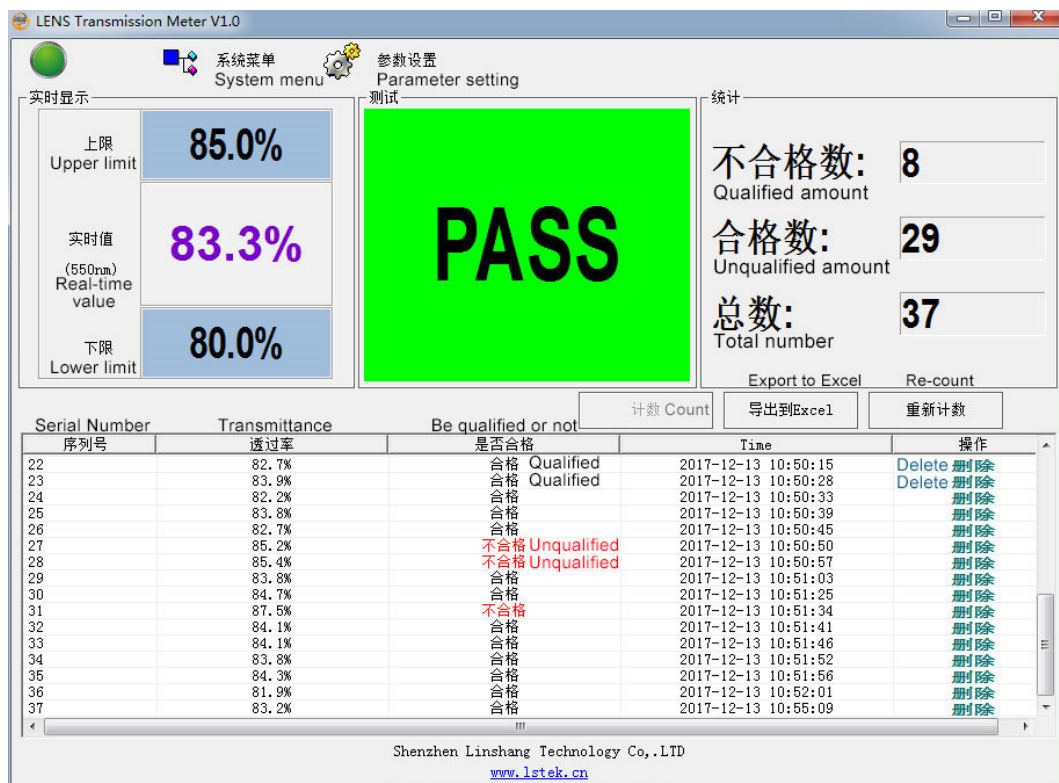 LENS Transmission Meter V1.0
系统菜单
System menu
参数设置
Parameter setting
实时显示
上限
Upper limit
85.0%
实时值
(550nm)
Real-time
value
83.3%
下限
Lower limit
80.0%
测试
PASS
统计
不合格数: 8
Qualified amount
合格数: 29
Unqualified amount
总数: 37
Total number
Export to Excel Re-count
计数 Count 导出到Excel 重新计数
Serial Number Transmittance Be qualified or not
序列号 透过率 是否合格 Time 操作
22 82.7% 合格 Qualified 2017-12-13 10:50:15 Delete 删除
23 83.9% 合格 Qualified 2017-12-13 10:50:28 Delete 删除
24 82.2% 合格 2017-12-13 10:50:33 删除
25 83.8% 合格 2017-12-13 10:50:39 删除
26 82.7% 合格 2017-12-13 10:50:45 删除
27 85.2% 不合格 Unqualified 2017-12-13 10:50:50 删除
28 85.4% 不合格 Unqualified 2017-12-13 10:50:57 删除
29 83.8% 合格 2017-12-13 10:51:03 删除
30 84.7% 合格 2017-12-13 10:51:25 删除
31 87.5% 不合格 2017-12-13 10:51:34 删除
32 84.1% 合格 2017-12-13 10:51:41 删除
33 84.1% 合格 2017-12-13 10:51:46 删除
34 83.8% 合格 2017-12-13 10:51:52 删除
35 84.3% 合格 2017-12-13 10:51:56 删除
36 81.9% 合格 2017-12-13 10:52:01 删除
37 83.2% 合格 2017-12-13 10:55:09 删除
Shenzhen Linshang Technology Co,.LTD
www.lstek.cn